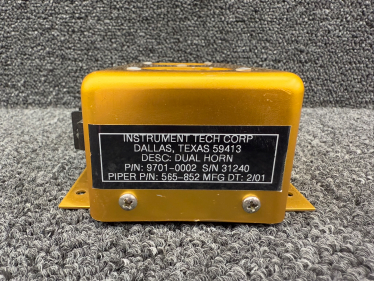 INSTRUMENT TECH CORP
DALLAS, TEXAS 59413
DESC: DUAL HORN
P/N: 9701-0002 S/N 31240
PIPER P/N: 565-852 MFG DT: 2/01